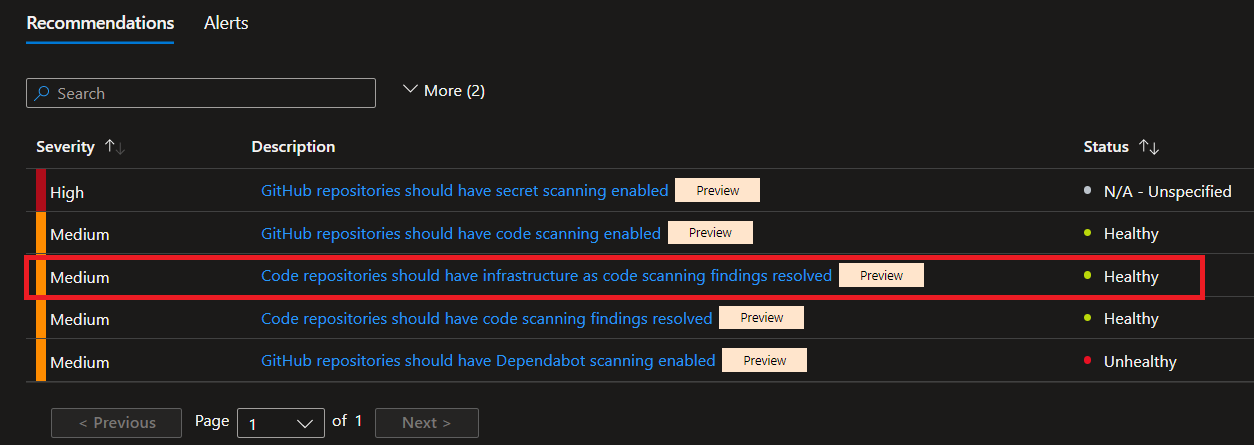 Recommendations Alerts
Search More (2)
Severity Description Status
High GitHub repositories should have secret scanning enabled Preview N/A - Unspecified
Medium GitHub repositories should have code scanning enabled Preview Healthy
Medium Code repositories should have infrastructure as code scanning findings resolved Preview Healthy
Medium Code repositories should have code scanning findings resolved Preview Healthy
Medium GitHub repositories should have Dependabot scanning enabled Preview Unhealthy
< Previous Page 1 of 1 Next >